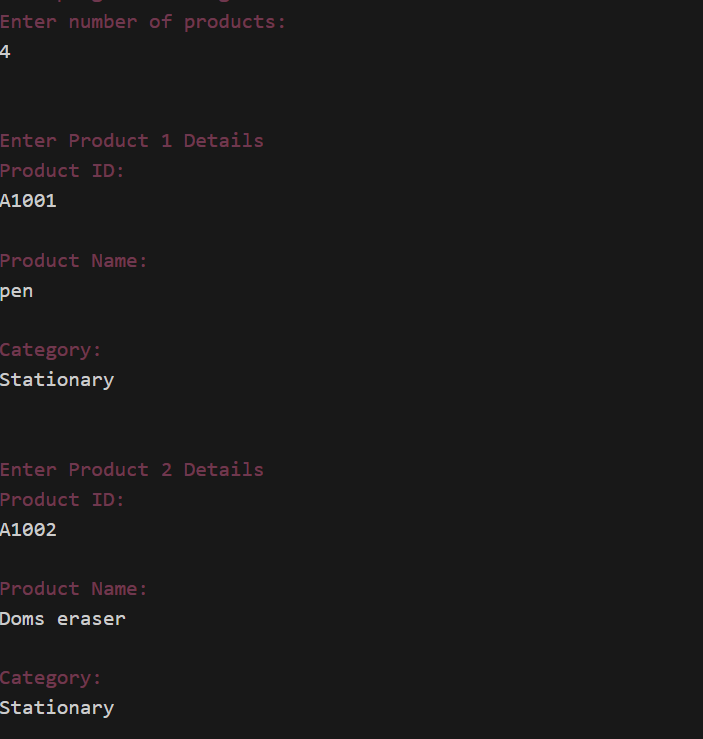 Enter number of products:
4
Enter Product 1 Details
Product ID:
A1001
Product Name:
pen
Category:
Stationary
Enter Product 2 Details
Product ID:
A1002
Product Name:
Doms eraser
Category:
Stationary